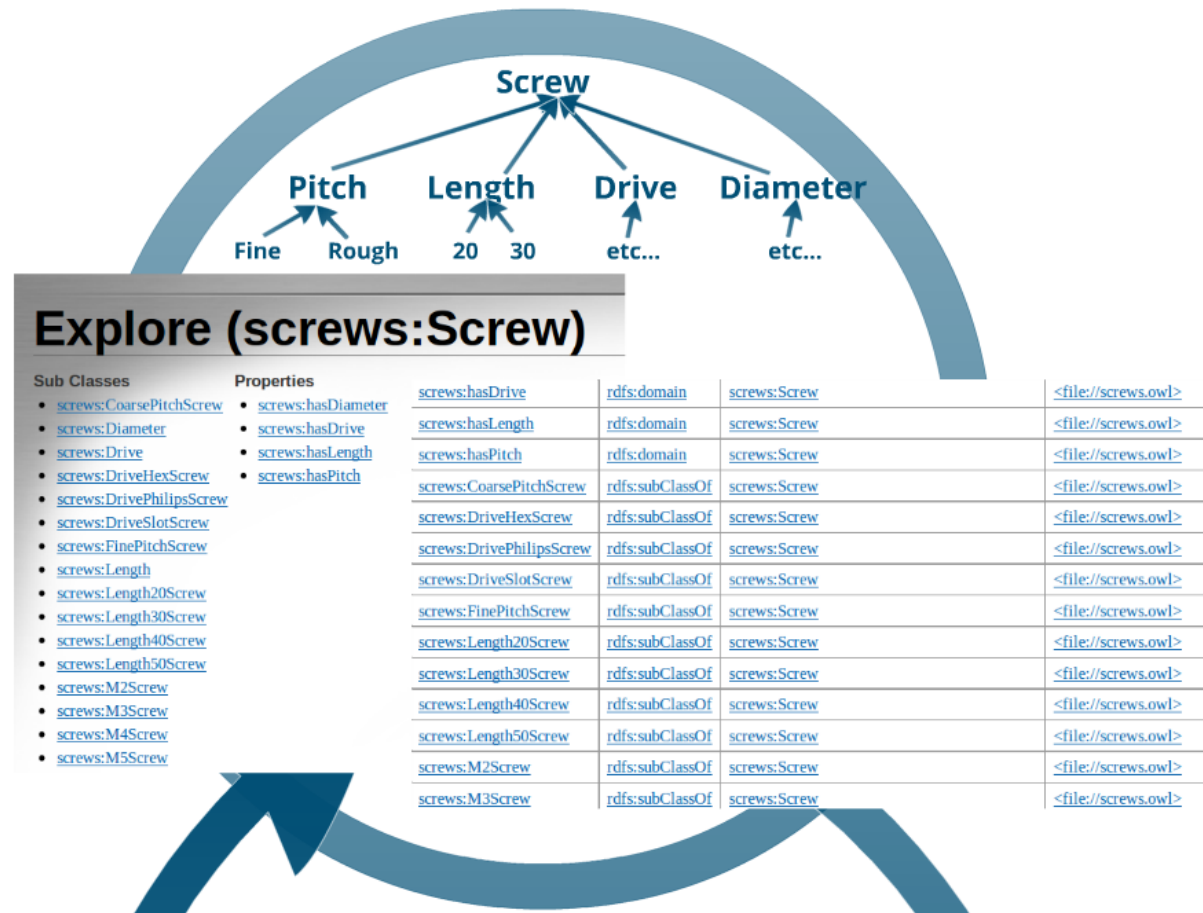 Screw
Pitch Length Drive Diameter
Fine Rough 20 30 etc... etc...
Explore (screws:Screw)
Sub Classes
screws:CoarsePitchScrew
screws:Diameter
screws:Drive
screws:DriveHexScrew
screws:DrivePhilipsScrew
screws:DriveSlotScrew
screws:FinePitchScrew
screws:Length
screws:Length20Screw
screws:Length30Screw
screws:Length40Screw
screws:Length50Screw
screws:M2Screw
screws:M3Screw
screws:M4Screw
screws:M5Screw
Properties
screws:hasDiameter
screws:hasDrive
screws:hasLength
screws:hasPitch
screws:hasDrive rdfs:domain screws:Screw <file://screws.owl>
screws:hasLength rdfs:domain screws:Screw <file://screws.owl>
screws:hasPitch rdfs:domain screws:Screw <file://screws.owl>
screws:CoarsePitchScrew rdfs:subClassOf screws:Screw <file://screws.owl>
screws:DriveHexScrew rdfs:subClassOf screws:Screw <file://screws.owl>
screws:DrivePhilipsScrew rdfs:subClassOf screws:Screw <file://screws.owl>
screws:DriveSlotScrew rdfs:subClassOf screws:Screw <file://screws.owl>
screws:FinePitchScrew rdfs:subClassOf screws:Screw <file://screws.owl>
screws:Length20Screw rdfs:subClassOf screws:Screw <file://screws.owl>
screws:Length30Screw rdfs:subClassOf screws:Screw <file://screws.owl>
screws:Length40Screw rdfs:subClassOf screws:Screw <file://screws.owl>
screws:Length50Screw rdfs:subClassOf screws:Screw <file://screws.owl>
screws:M2Screw rdfs:subClassOf screws:Screw <file://screws.owl>
screws:M3Screw rdfs:subClassOf screws:Screw <file://screws.owl>